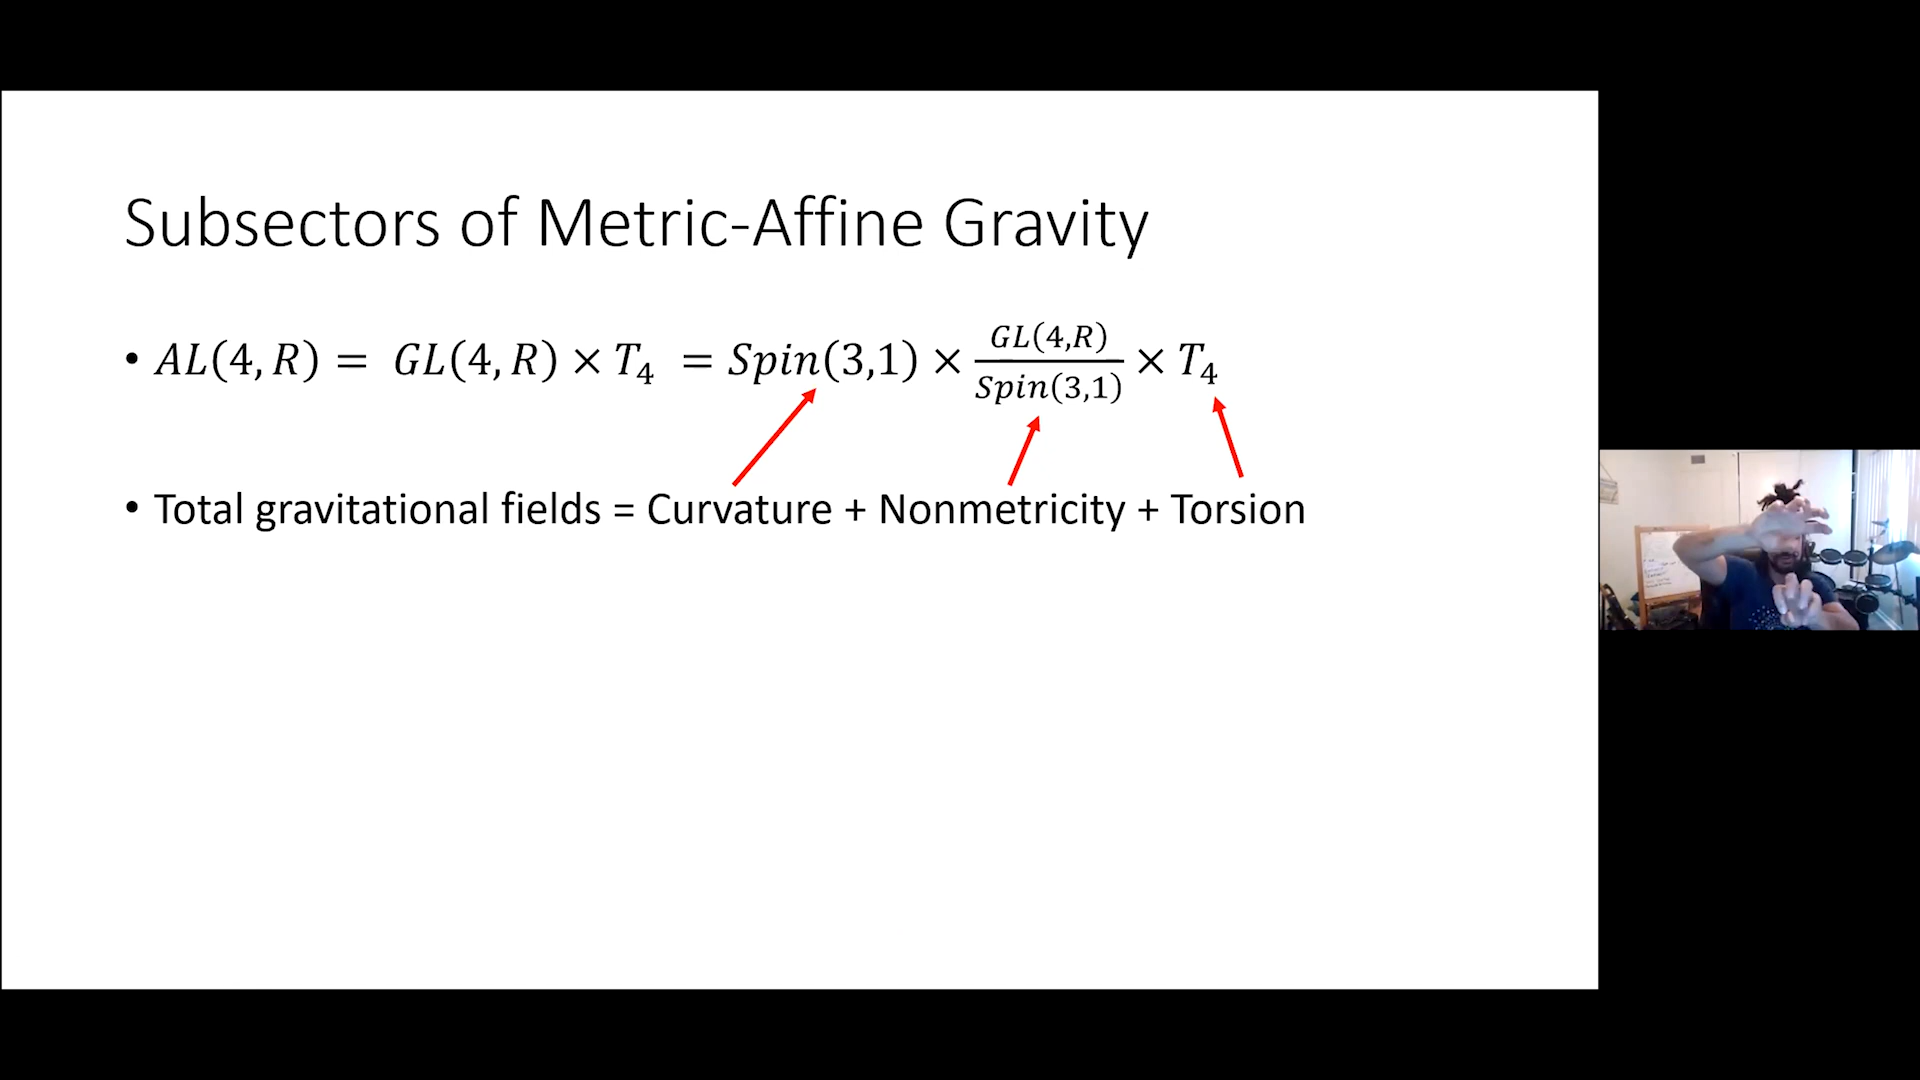 Subsectors of Metric-Affine Gravity
• AL(4, R) = GL(4, R) × T₄ = Spin(3,1) × GL(4,R)/Spin(3,1) × T₄
• Total gravitational fields = Curvature + Nonmetricity + Torsion